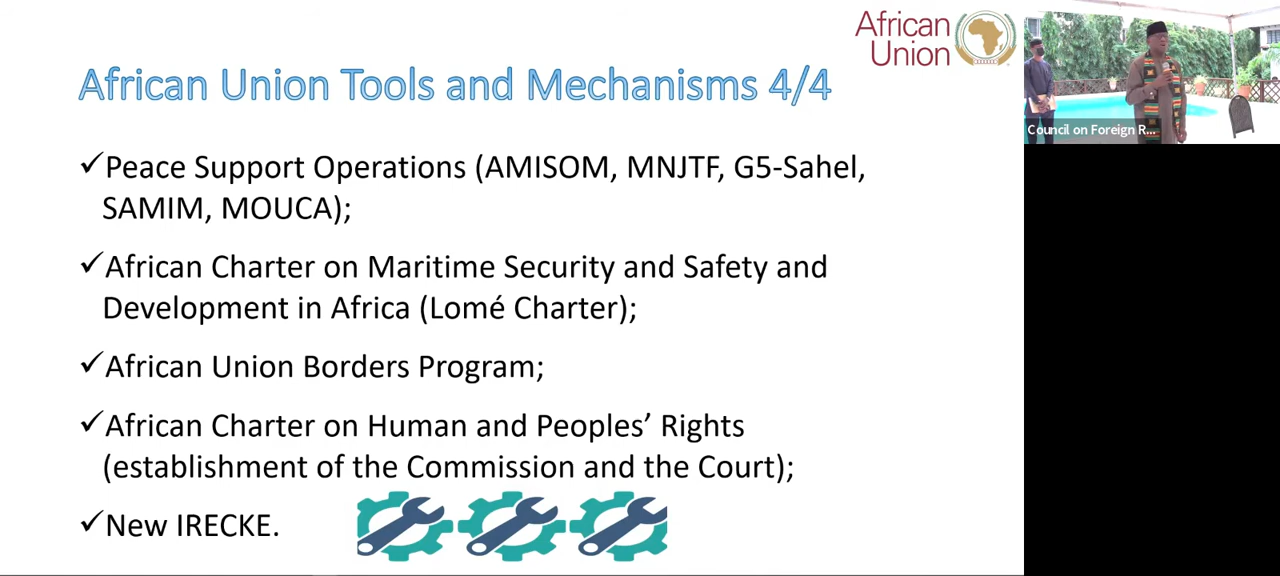 African
Union
African Union Tools and Mechanisms 4/4
✓Peace Support Operations (AMISOM, MNJTF, G5-Sahel,
SAMIM, MOUCA);
✓African Charter on Maritime Security and Safety and
Development in Africa (Lomé Charter);
✓African Union Borders Program;
✓African Charter on Human and Peoples’ Rights
(establishment of the Commission and the Court);
✓New IRECKE.
Council on Foreign R...